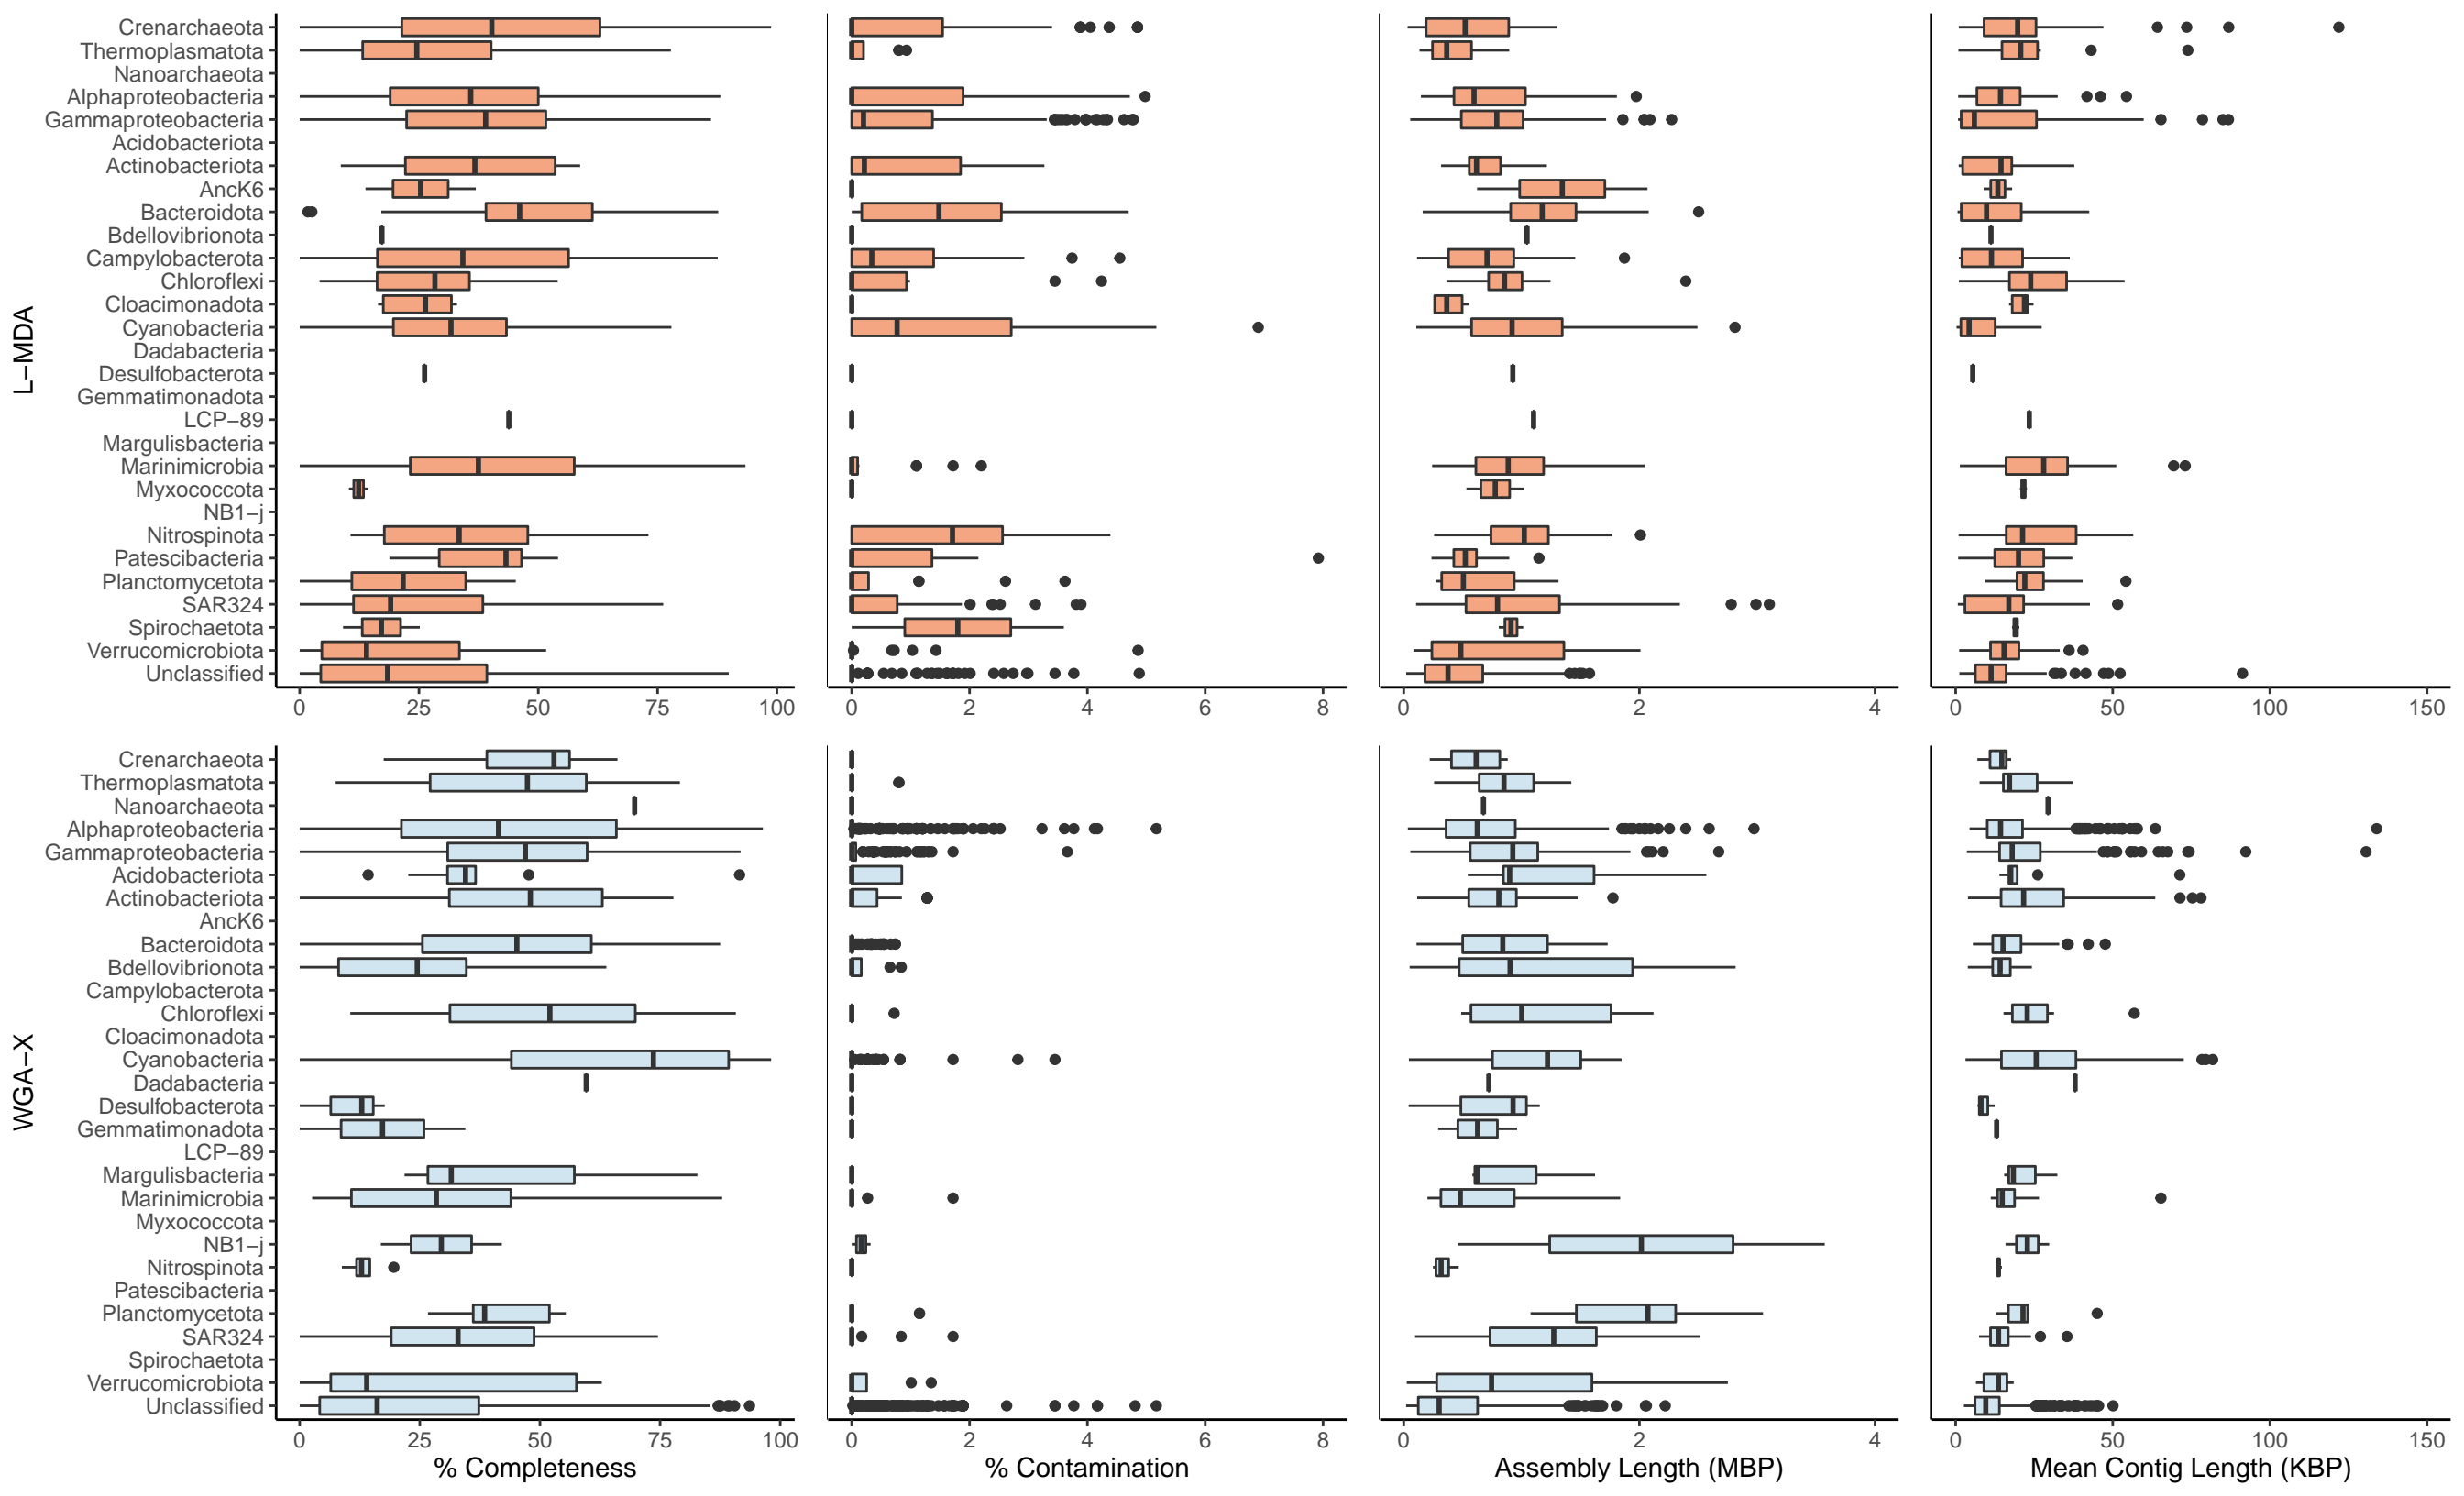 L−MDA
Crenarchaeota
Thermoplasmatota
Nanoarchaeota
Alphaproteobacteria
Gammaproteobacteria
Acidobacteriota
Actinobacteriota
AncK6
Bacteroidota
Bdellovibrionota
Campylobacterota
Chloroflexi
Cloacimonadota
Cyanobacteria
Dadabacteria
Desulfobacterota
Gemmatimonadota
LCP−89
Margulisbacteria
Marinimicrobia
Myxococcota
NB1−j
Nitrospinota
Patescibacteria
Planctomycetota
SAR324
Spirochaetota
Verrucomicrobiota
Unclassified
0 25 50 75 100 0 2 4 6 8 0 2 4 0 50 100 150
WGA−X
Crenarchaeota
Thermoplasmatota
Nanoarchaeota
Alphaproteobacteria
Gammaproteobacteria
Acidobacteriota
Actinobacteriota
AncK6
Bacteroidota
Bdellovibrionota
Campylobacterota
Chloroflexi
Cloacimonadota
Cyanobacteria
Dadabacteria
Desulfobacterota
Gemmatimonadota
LCP−89
Margulisbacteria
Marinimicrobia
Myxococcota
NB1−j
Nitrospinota
Patescibacteria
Planctomycetota
SAR324
Spirochaetota
Verrucomicrobiota
Unclassified
0 25 50 75 100 0 2 4 6 8 0 2 4 0 50 100 150
% Completeness % Contamination Assembly Length (MBP) Mean Contig Length (KBP)